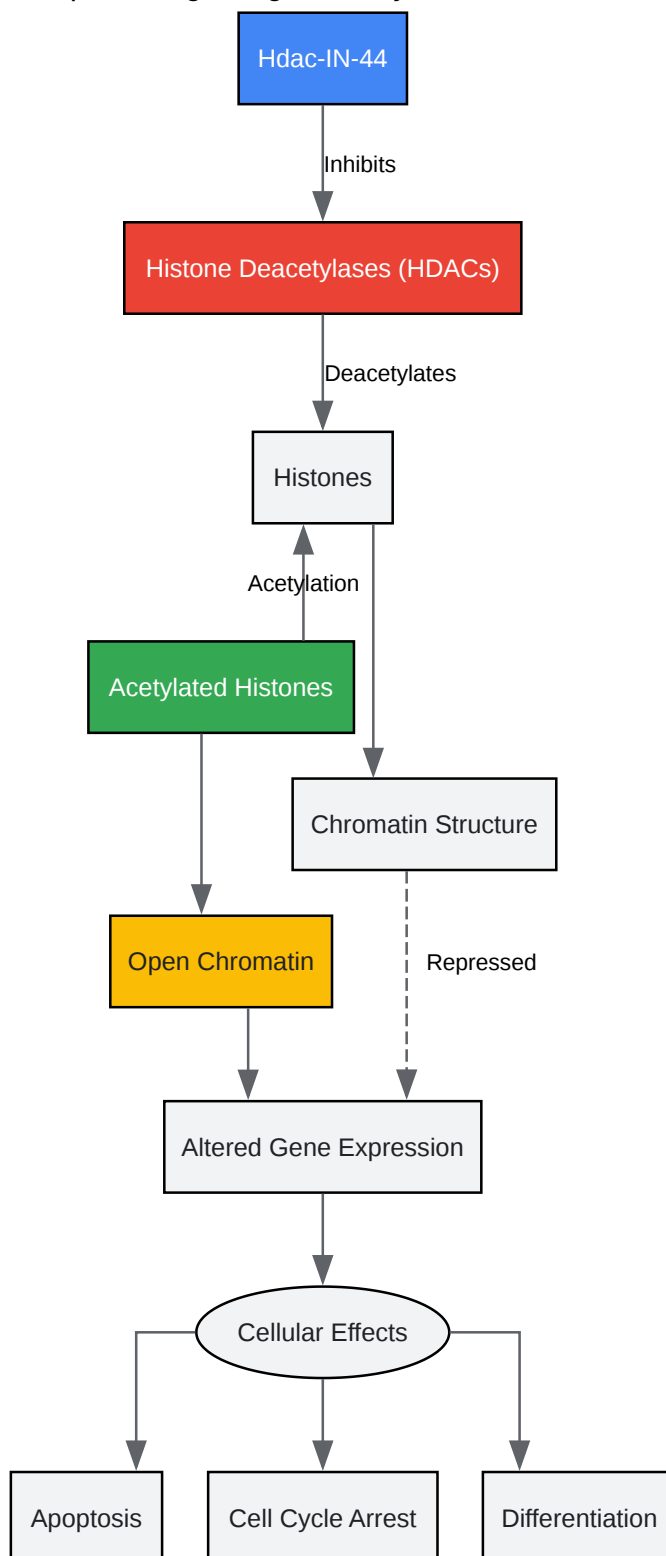 Hdac-IN-44
Inhibits
Histone Deacetylases (HDACs)
Deacetylates
Histones
Acetylation
Acetylated Histones
Chromatin Structure
Open Chromatin
Repressed
Altered Gene Expression
Cellular Effects
Apoptosis
Cell Cycle Arrest
Differentiation